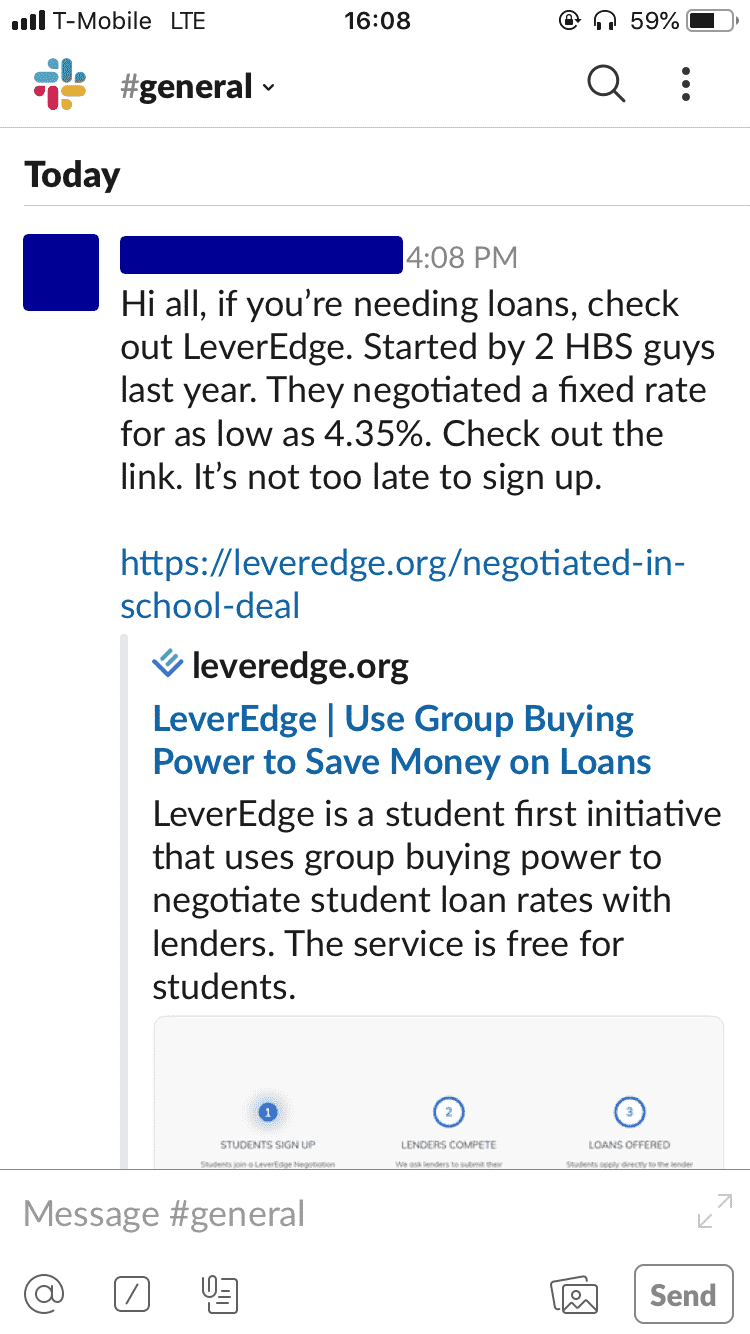 T-Mobile LTE 16:08 59%
#general
Today
4:08 PM
Hi all, if you’re needing loans, check
out LeverEdge. Started by 2 HBS guys
last year. They negotiated a fixed rate
for as low as 4.35%. Check out the
link. It’s not too late to sign up.
https://leveredge.org/negotiated-in-
school-deal
leveredge.org
LeverEdge | Use Group Buying
Power to Save Money on Loans
LeverEdge is a student first initiative
that uses group buying power to
negotiate student loan rates with
lenders. The service is free for
students.
1 2 3
STUDENTS SIGN UP LENDERS COMPETE LOANS OFFERED
Students join a LeverEdge Negotiation We ask lenders to submit their Students apply directly to the lender
Message #general
Send